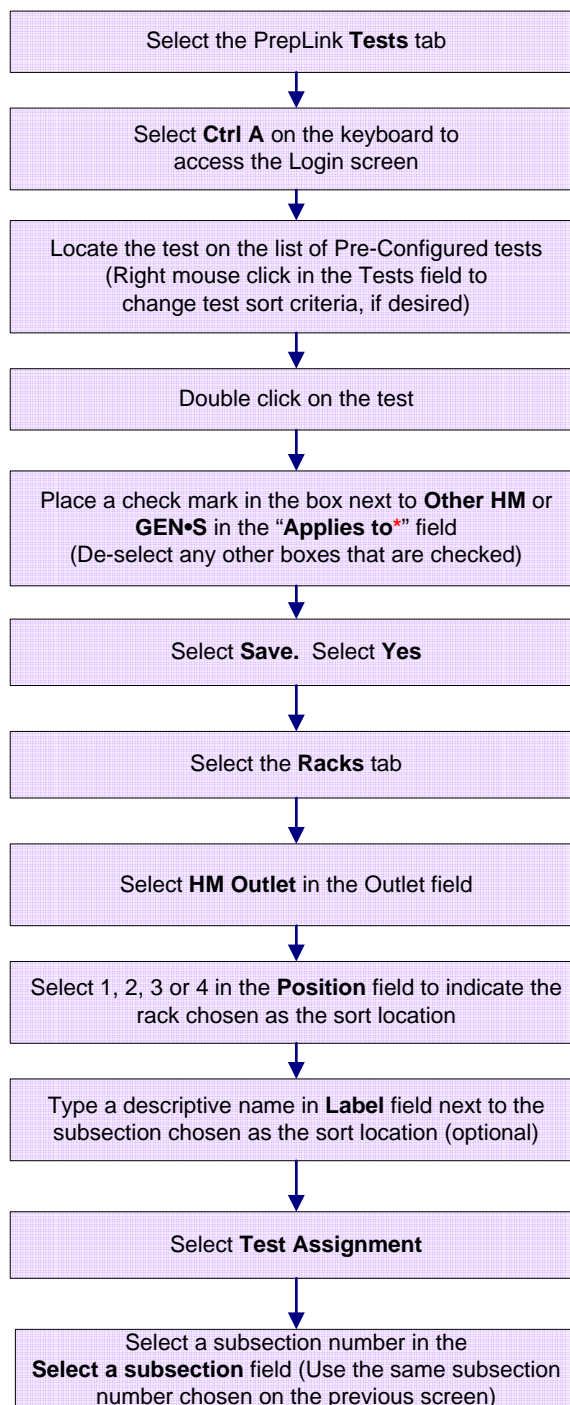 Select the PrepLink Tests tab
Select Ctrl A on the keyboard to
access the Login screen
Locate the test on the list of Pre-Configured tests
(Right mouse click in the Tests field to
change test sort criteria, if desired)
Double click on the test
Place a check mark in the box next to Other HM or
GEN•S in the “Applies to*” field
(De-select any other boxes that are checked)
Select Save.  Select Yes
Select the Racks tab
Select HM Outlet in the Outlet field
Select 1, 2, 3 or 4 in the Position field to indicate the
rack chosen as the sort location
Type a descriptive name in Label field next to the
subsection chosen as the sort location (optional)
Select Test Assignment
Select a subsection number in the
Select a subsection field (Use the same subsection
number chosen on the previous screen)